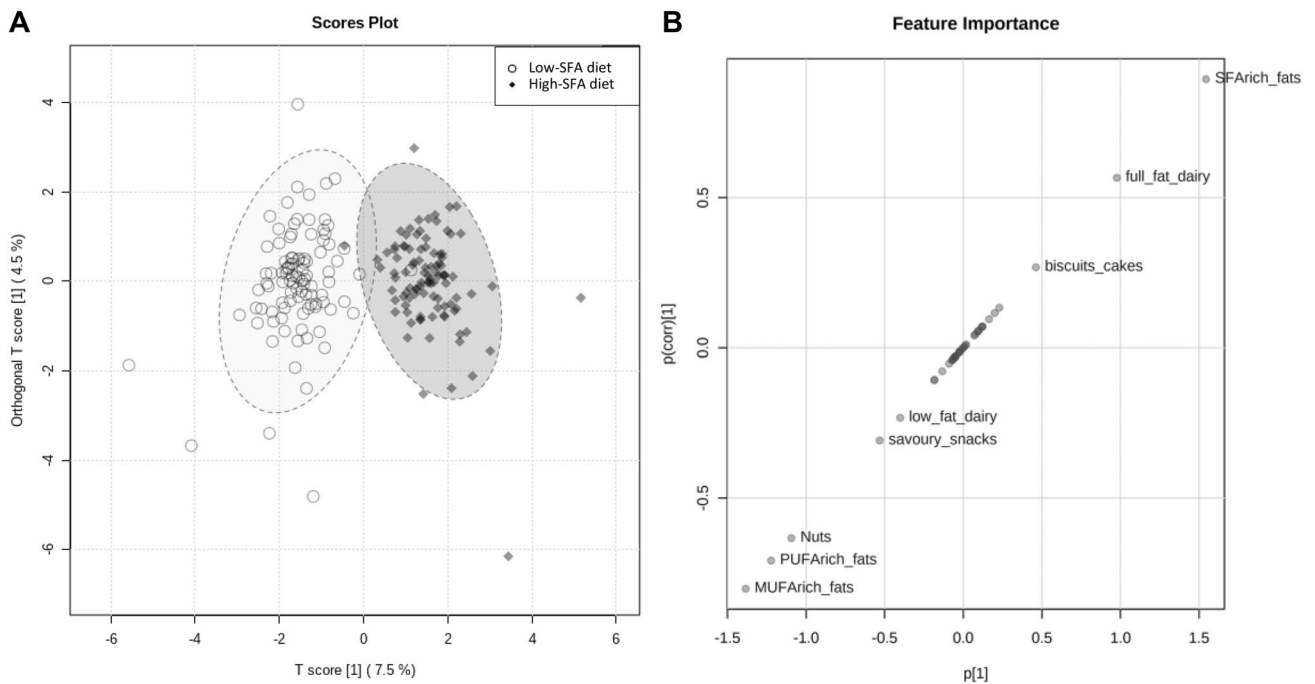 A
Scores Plot
Low-SFA diet
High-SFA diet
Orthogonal T score [1] ( 4.5 %)
4
2
0
-2
-4
-6
-6
-4
-2
0
2
4
6
T score [1] ( 7.5 %)
B
Feature Importance
SFArich_fats
full_fat_dairy
biscuits_cakes
low_fat_dairy
savoury_snacks
Nuts
PUFArich_fats
MUFArich_fats
p(corr)[1]
0.5
0.0
-0.5
-1.5
-1.0
-0.5
0.0
0.5
1.0
1.5
p[1]